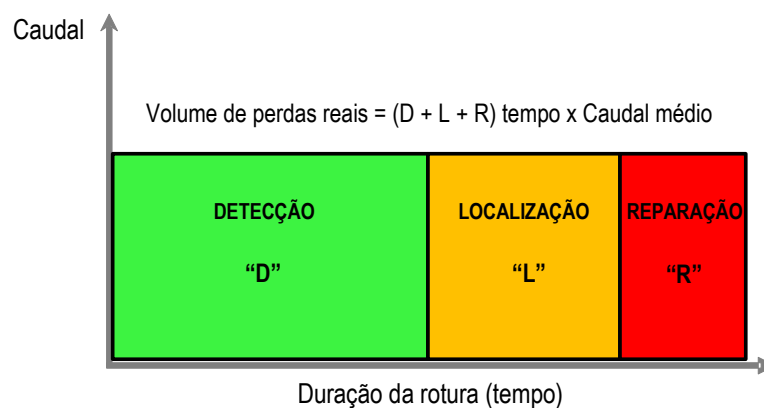 Caudal
Volume de perdas reais = (D + L + R) tempo x Caudal médio
DETECÇÃO
LOCALIZAÇÃO
REPARAÇÃO
“D”
“L”
“R”
Duração da rotura (tempo)